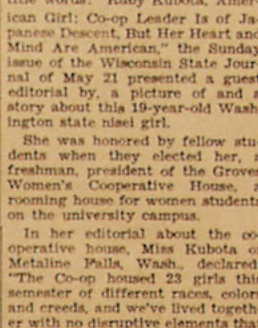 title words: "Ruby Kubota, Amer-
ican Girl: Co-op Leader Is of Ja-
panese Descent, But Her Heart and
Mind Are American," the Sunday
issue of the Wisconsin State Jour-
nal of May 21 presented a guest
editorial by, a picture of and a
story about this 19-year-old Wash
ington state nisei girl.
She was honored by fellow stu
dents when they elected her, a
freshman, president of the Groves
Women's Cooperative House, a
rooming house for women students
on the university campus.
In her editorial about the co-
operative house, Miss Kubota of
Metaline Falls, Wash., declared
"The Co-op housed 23 girls this
semester of different races, colors
and creeds, and we've lived togeth
er with no disruptive elements tha